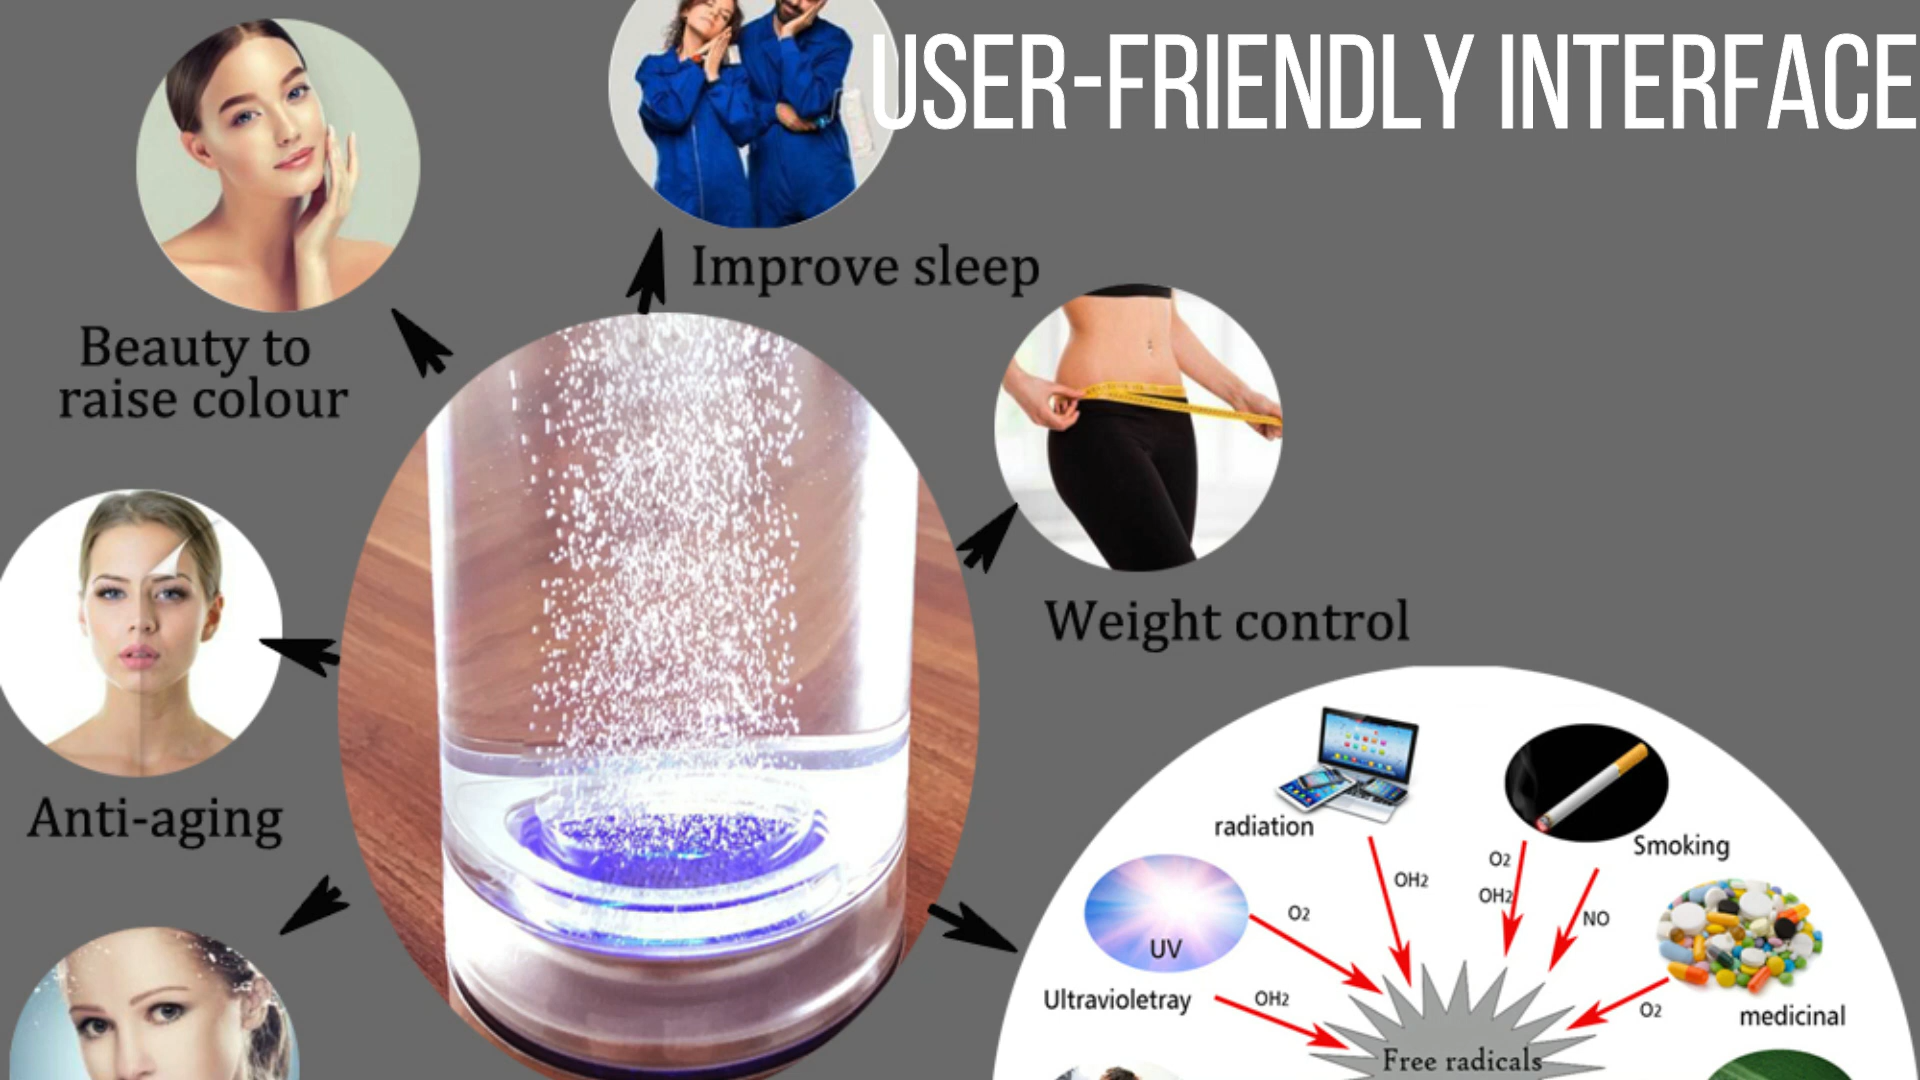 USER-FRIENDLY INTERFACE
Improve sleep
Beauty to
raise colour
Weight control
Anti-aging
radiation
Smoking
O2
OH2
OH2
NO
O2
UV
Ultravioletray
OH2
O2
medicinal
Free radicals